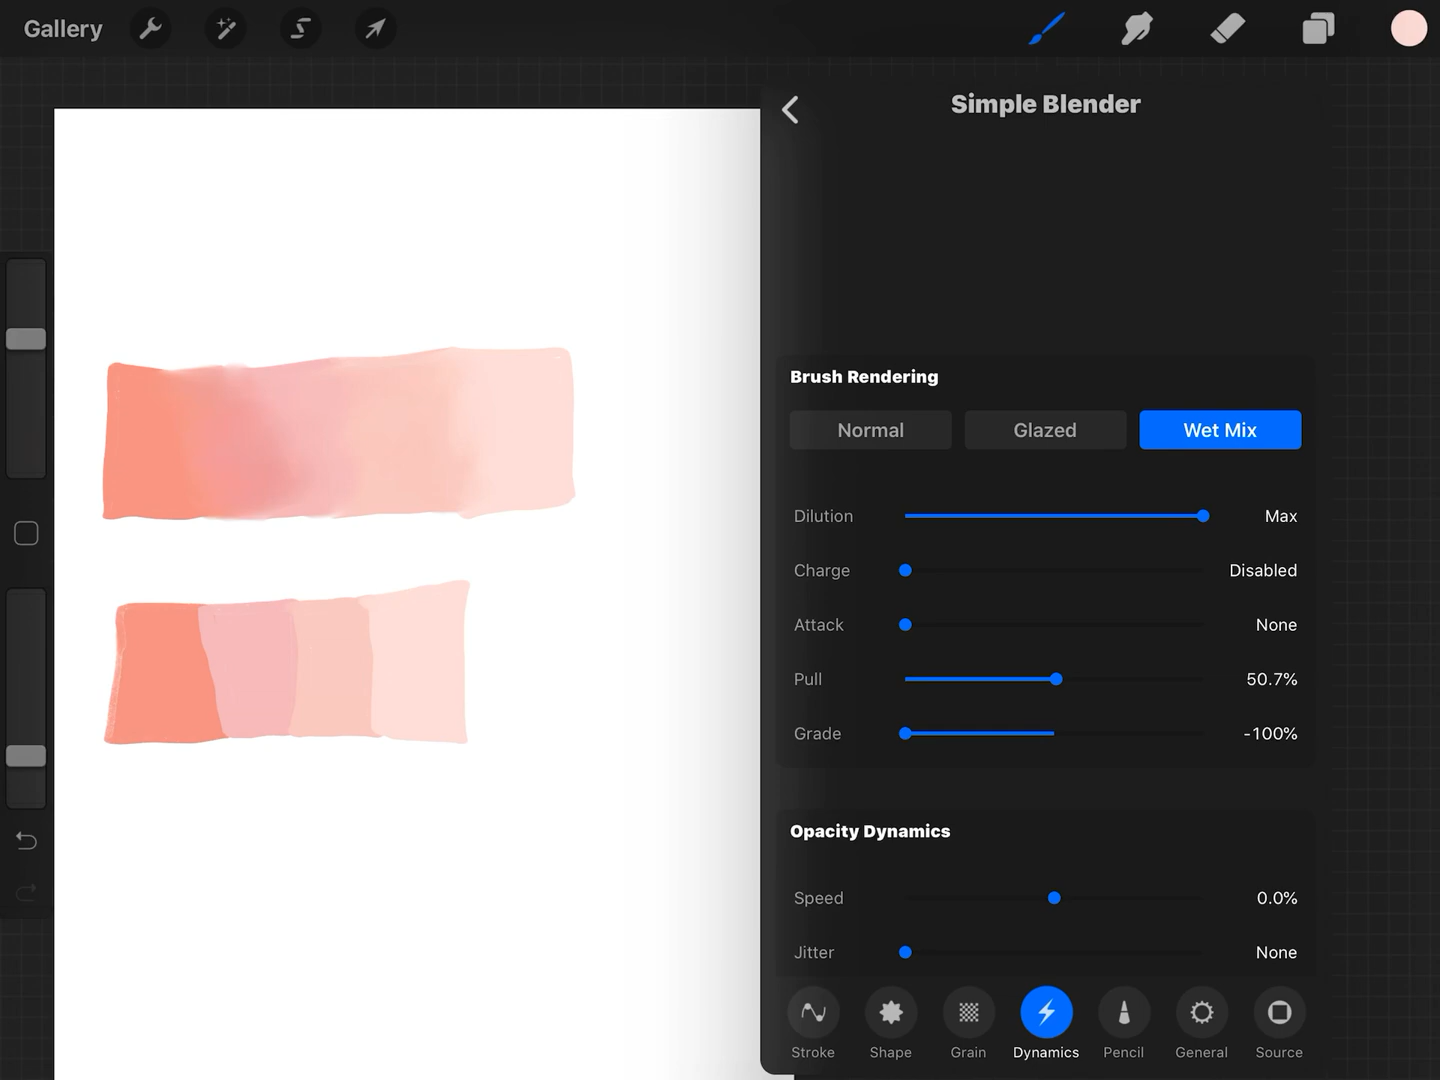 Gallery
Simple Blender
Brush Rendering
Normal Glazed Wet Mix
Dilution Max
Charge Disabled
Attack None
Pull 50.7%
Grade -100%
Opacity Dynamics
Speed 0.0%
Jitter None
Stroke Shape Grain Dynamics Pencil General Source